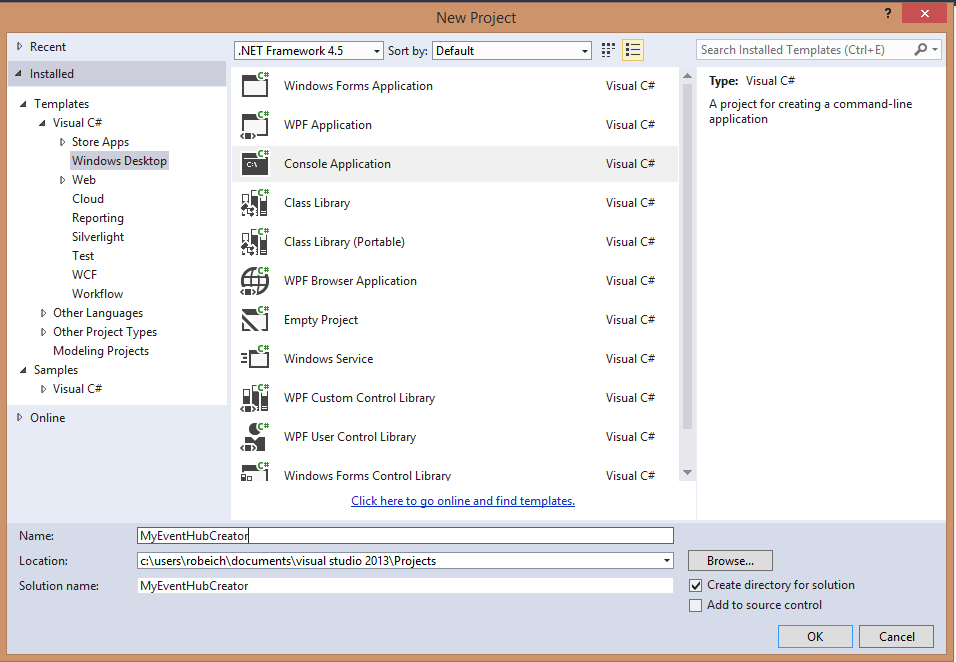 New Project
?
Recent
Installed
Templates
Visual C#
Store Apps
Windows Desktop
Web
Cloud
Reporting
Silverlight
Test
WCF
Workflow
Other Languages
Other Project Types
Modeling Projects
Samples
Visual C#
Online
.NET Framework 4.5 Sort by: Default
C# Windows Forms Application Visual C#
C# WPF Application Visual C#
C# C:\ Console Application Visual C#
C# Class Library Visual C#
C# Class Library (Portable) Visual C#
C# WPF Browser Application Visual C#
C# Empty Project Visual C#
C# Windows Service Visual C#
C# WPF Custom Control Library Visual C#
C# WPF User Control Library Visual C#
C# Windows Forms Control Library Visual C#
Click here to go online and find templates.
Search Installed Templates (Ctrl+E)
Type: Visual C#
A project for creating a command-line
application
Name: MyEventHubCreator
Location: c:\users\robeich\documents\visual studio 2013\Projects Browse...
Solution name: MyEventHubCreator Create directory for solution
Add to source control
OK Cancel